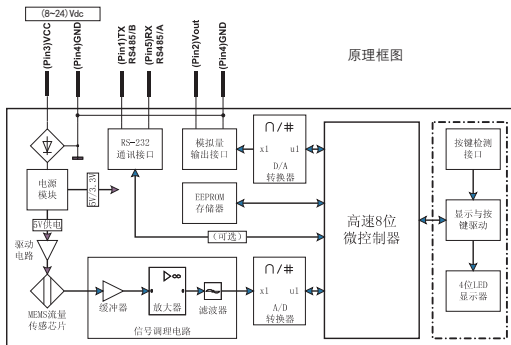 (8~24) Vdc
(Pin3)VCC
(Pin4)GND
(Pin1)TX
RS485/B
(Pin5)RX
RS485/A
(Pin2)Vout
(Pin4)GND
原理框图
RS-232
通讯接口
模拟量
输出接口
∩/#
x1 u1
D/A
转换器
按键检测
接口
电源
模块
5V/3.3V
EEPROM
存储器
高速8位
微控制器
显示与按
键驱动
5V供电
(可选)
驱动
电路
∩/#
x1 u1
A/D
转换器
4位LED
显示器
▷∞
缓冲器
放大器
滤波器
MEMS流量
传感芯片
信号调理电路